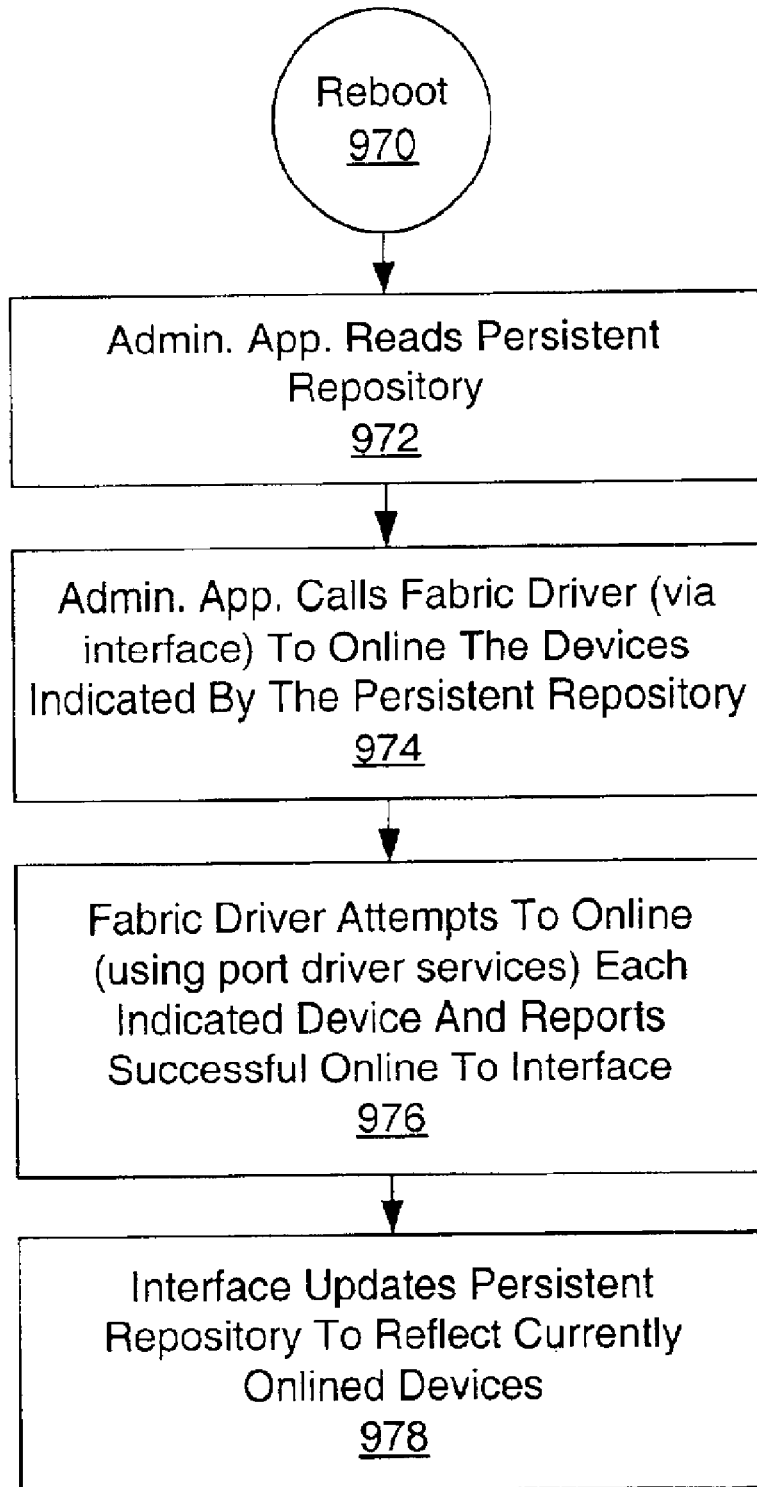 Reboot
970
Admin. App. Reads Persistent
Repository
972
Admin. App. Calls Fabric Driver (via
interface) To Online The Devices
Indicated By The Persistent Repository
974
Fabric Driver Attempts To Online
(using port driver services) Each
Indicated Device And Reports
Successful Online To Interface
976
Interface Updates Persistent
Repository To Reflect Currently
Onlined Devices
978